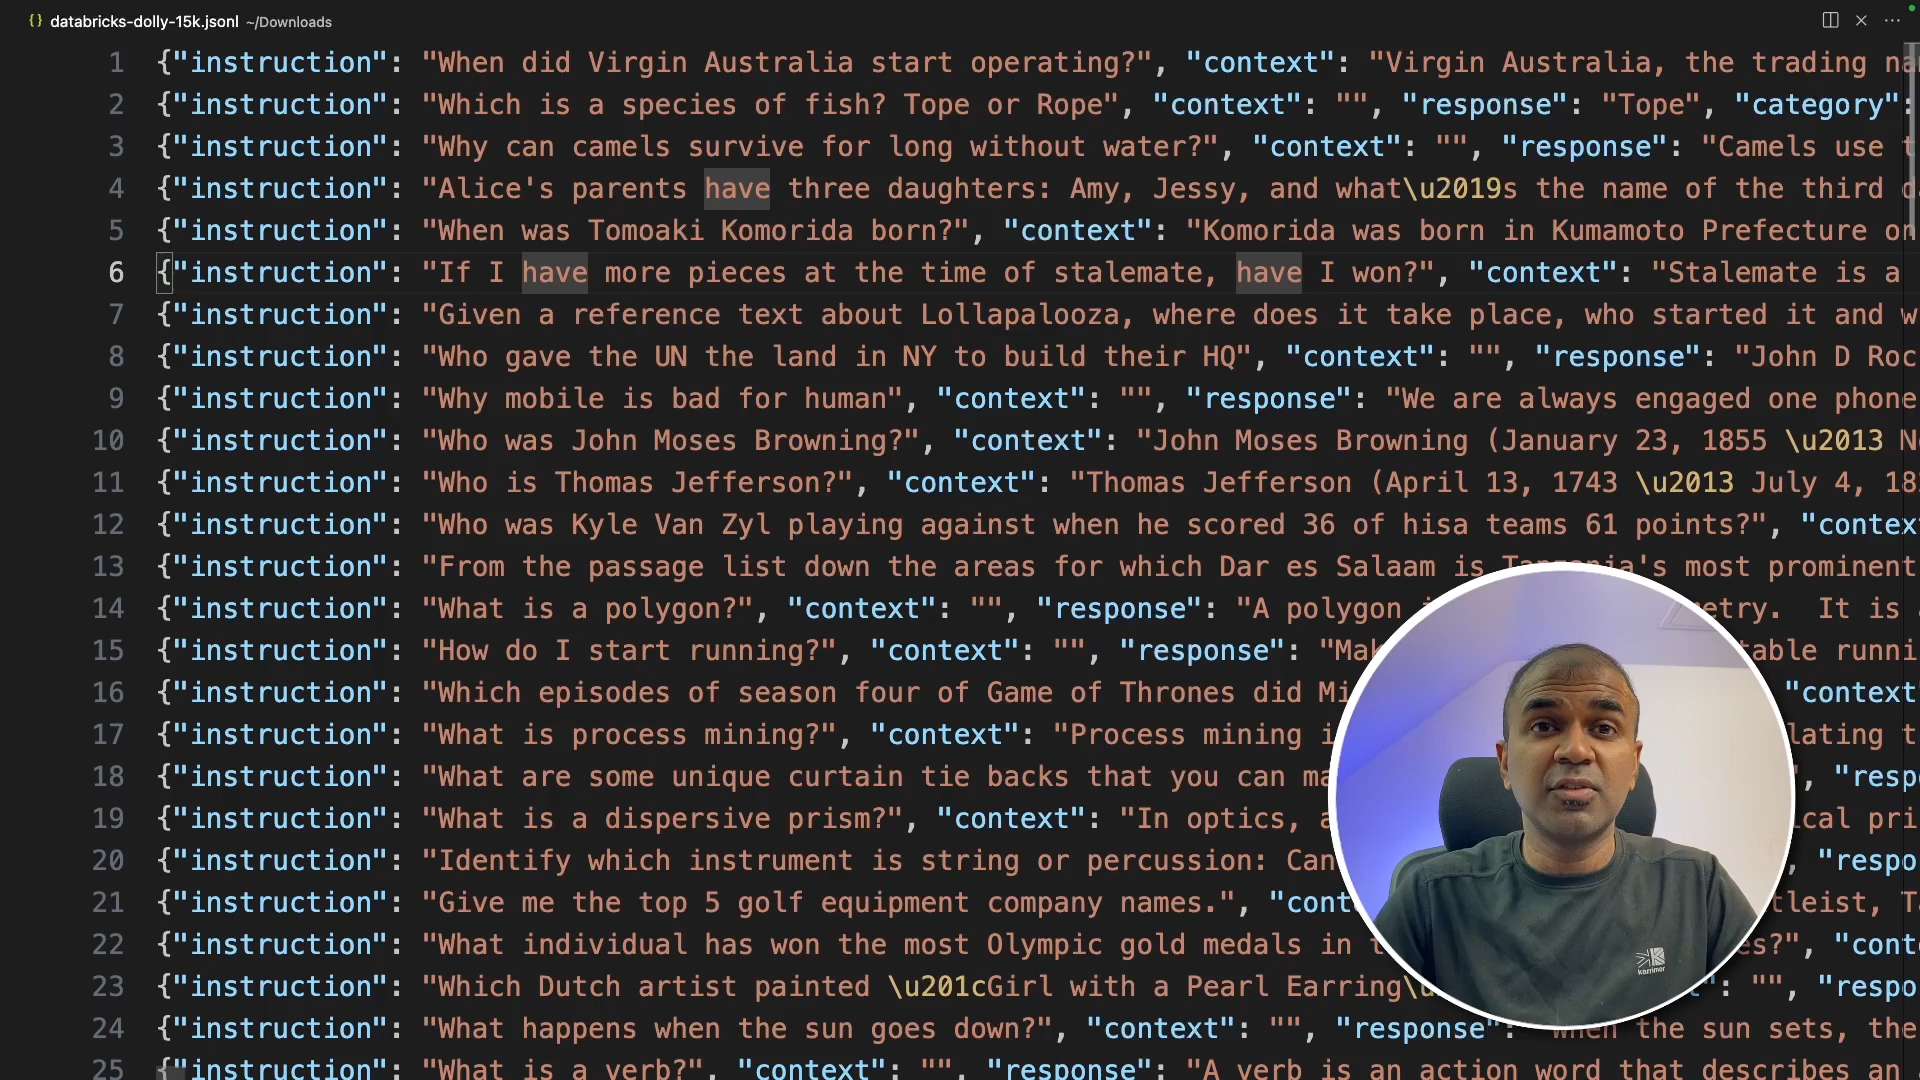 {} databricks-dolly-15k.jsonl ~/Downloads
1 {"instruction": "When did Virgin Australia start operating?", "context": "Virgin Australia, the trading
2 {"instruction": "Which is a species of fish? Tope or Rope", "context": "", "response": "Tope", "category":
3 {"instruction": "Why can camels survive for long without water?", "context": "", "response": "Camels use
4 {"instruction": "Alice's parents have three daughters: Amy, Jessy, and what\u2019s the name of the third
5 {"instruction": "When was Tomoaki Komorida born?", "context": "Komorida was born in Kumamoto Prefecture
6 {"instruction": "If I have more pieces at the time of stalemate, have I won?", "context": "Stalemate is a
7 {"instruction": "Given a reference text about Lollapalooza, where does it take place, who started it and
8 {"instruction": "Who gave the UN the land in NY to build their HQ", "context": "", "response": "John D
9 {"instruction": "Why mobile is bad for human", "context": "", "response": "We are always engaged one phone
10 {"instruction": "Who was John Moses Browning?", "context": "John Moses Browning (January 23, 1855 \u2013
11 {"instruction": "Who is Thomas Jefferson?", "context": "Thomas Jefferson (April 13, 1743 \u2013 July 4,
12 {"instruction": "Who was Kyle Van Zyl playing against when he scored 36 of hisa teams 61 points?",
13 {"instruction": "From the passage list down the areas for which Dar es Salaam is Tanzania's most prominent
14 {"instruction": "What is a polygon?", "context": "", "response": "A polygon It is
15 {"instruction": "How do I start running?", "context": "", "response":
16 {"instruction": "Which episodes of season four of Game of Thrones did "context
17 {"instruction": "What is process mining?", "context": "Process mining
18 {"instruction": "What are some unique curtain tie backs that you can
19 {"instruction": "What is a dispersive prism?", "context": "In optics,
20 {"instruction": "Identify which instrument is string or percussion:
21 {"instruction": "Give me the top 5 golf equipment company names.",
22 {"instruction": "What individual has won the most Olympic gold medals in
23 {"instruction": "Which Dutch artist painted \u201cGirl with a Pearl Earring : "",
24 {"instruction": "What happens when the sun goes down?", "context": "", "response": "When the sun sets,
25 {"instruction": "What is a verb?", "context": "", "response": "A verb is an action word that describes an
karrimor